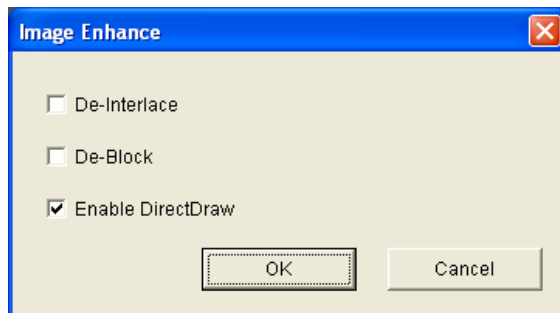 Image Enhance
De-Interlace
De-Block
Enable DirectDraw
OK Cancel